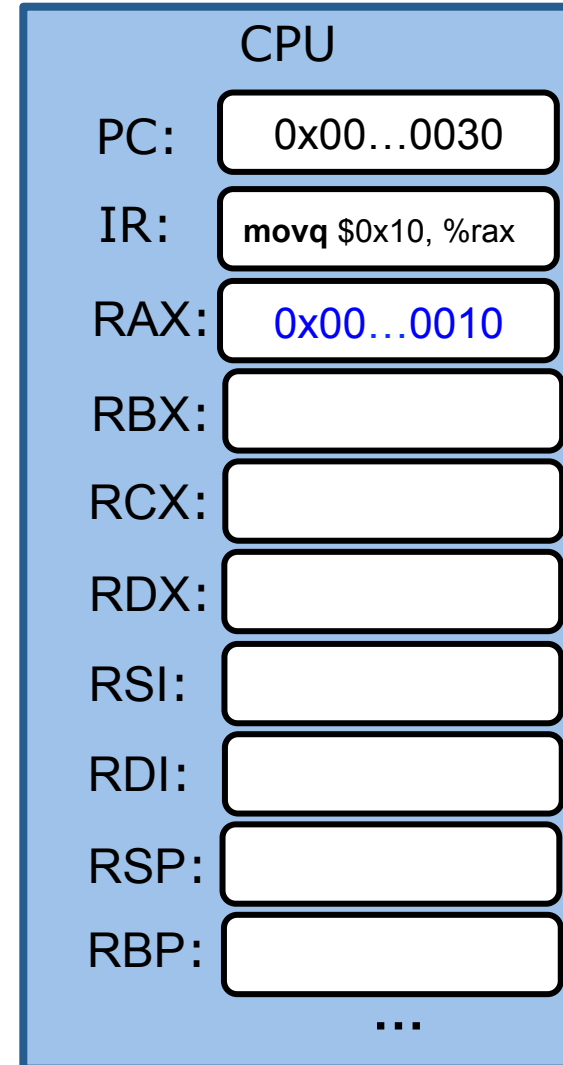 CPU
PC: 0x00...0030
IR: movq $0x10, %rax
RAX: 0x00...0010
RBX:
RCX:
RDX:
RSI:
RDI:
RSP:
RBP:
...